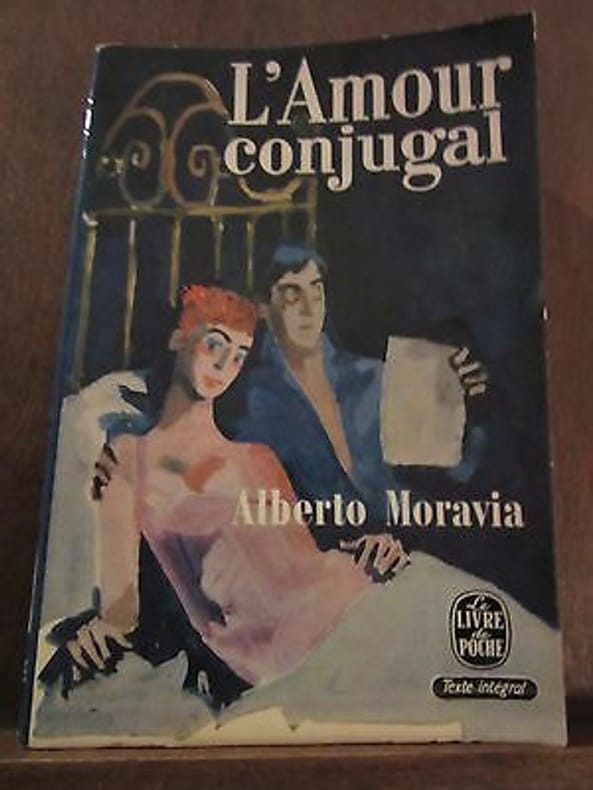 L'Amour
conjugal
Alberto Moravia
Le
LIVRE
de
POCHE
Texte intégral